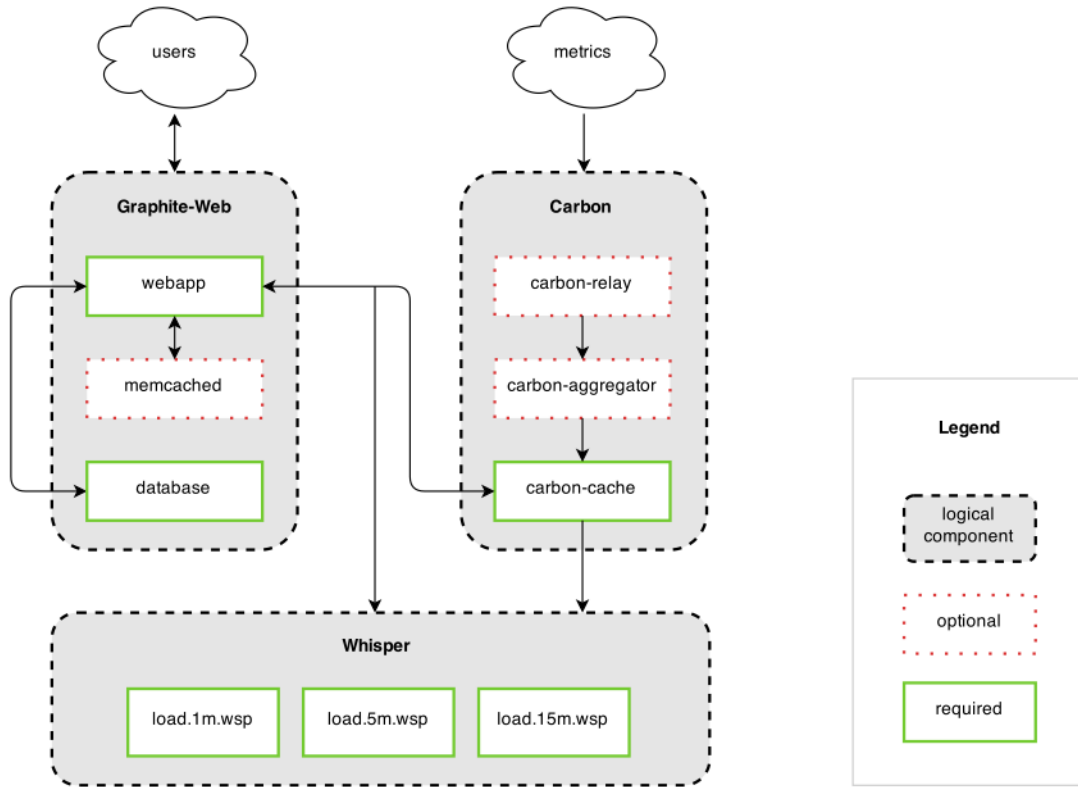 users
metrics
Graphite-Web
Carbon
webapp
carbon-relay
memcached
carbon-aggregator
database
carbon-cache
Whisper
load.1m.wsp
load.5m.wsp
load.15m.wsp
Legend
logical
component
optional
required